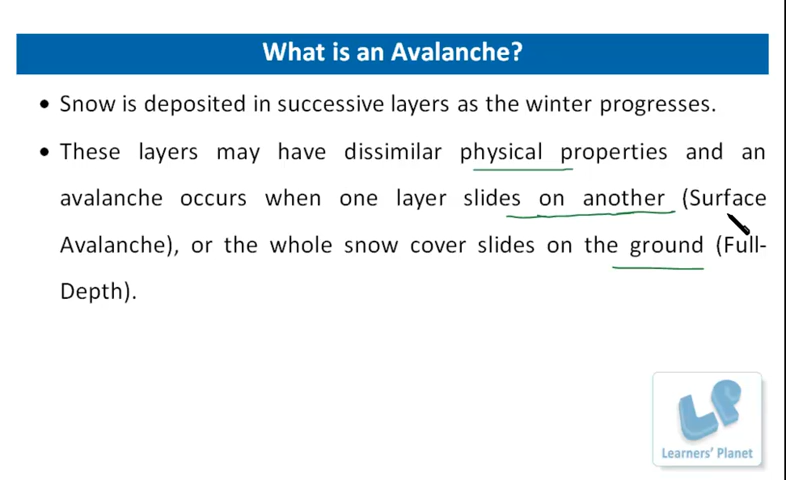 What is an Avalanche?
• Snow is deposited in successive layers as the winter progresses.
• These layers may have dissimilar physical properties and an
avalanche occurs when one layer slides on another (Surface
Avalanche), or the whole snow cover slides on the ground (Full-
Depth).
LP
Learners' Planet